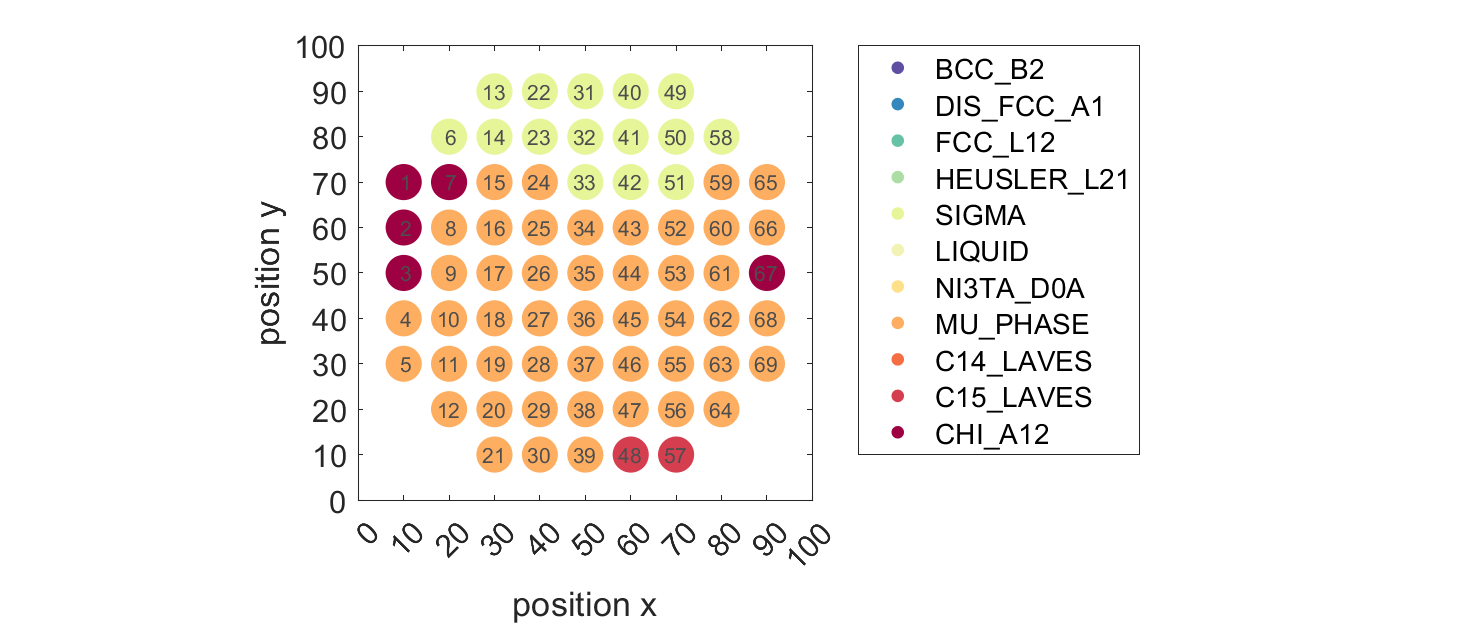 100
90
80
70
60
50
40
30
20
10
0
position y
13 22 31 40 49
6 14 23 32 41 50 58
1 7 15 24 33 42 51 59 65
2 8 16 25 34 43 52 60 66
3 9 17 26 35 44 53 61 67
4 10 18 27 36 45 54 62 68
5 11 19 28 37 46 55 63 69
12 20 29 38 47 56 64
21 30 39 48 57
0 10 20 30 40 50 60 70 80 90 100
position x
BCC_B2
DIS_FCC_A1
FCC_L12
HEUSLER_L21
SIGMA
LIQUID
NI3TA_D0A
MU_PHASE
C14_LAVES
C15_LAVES
CHI_A12